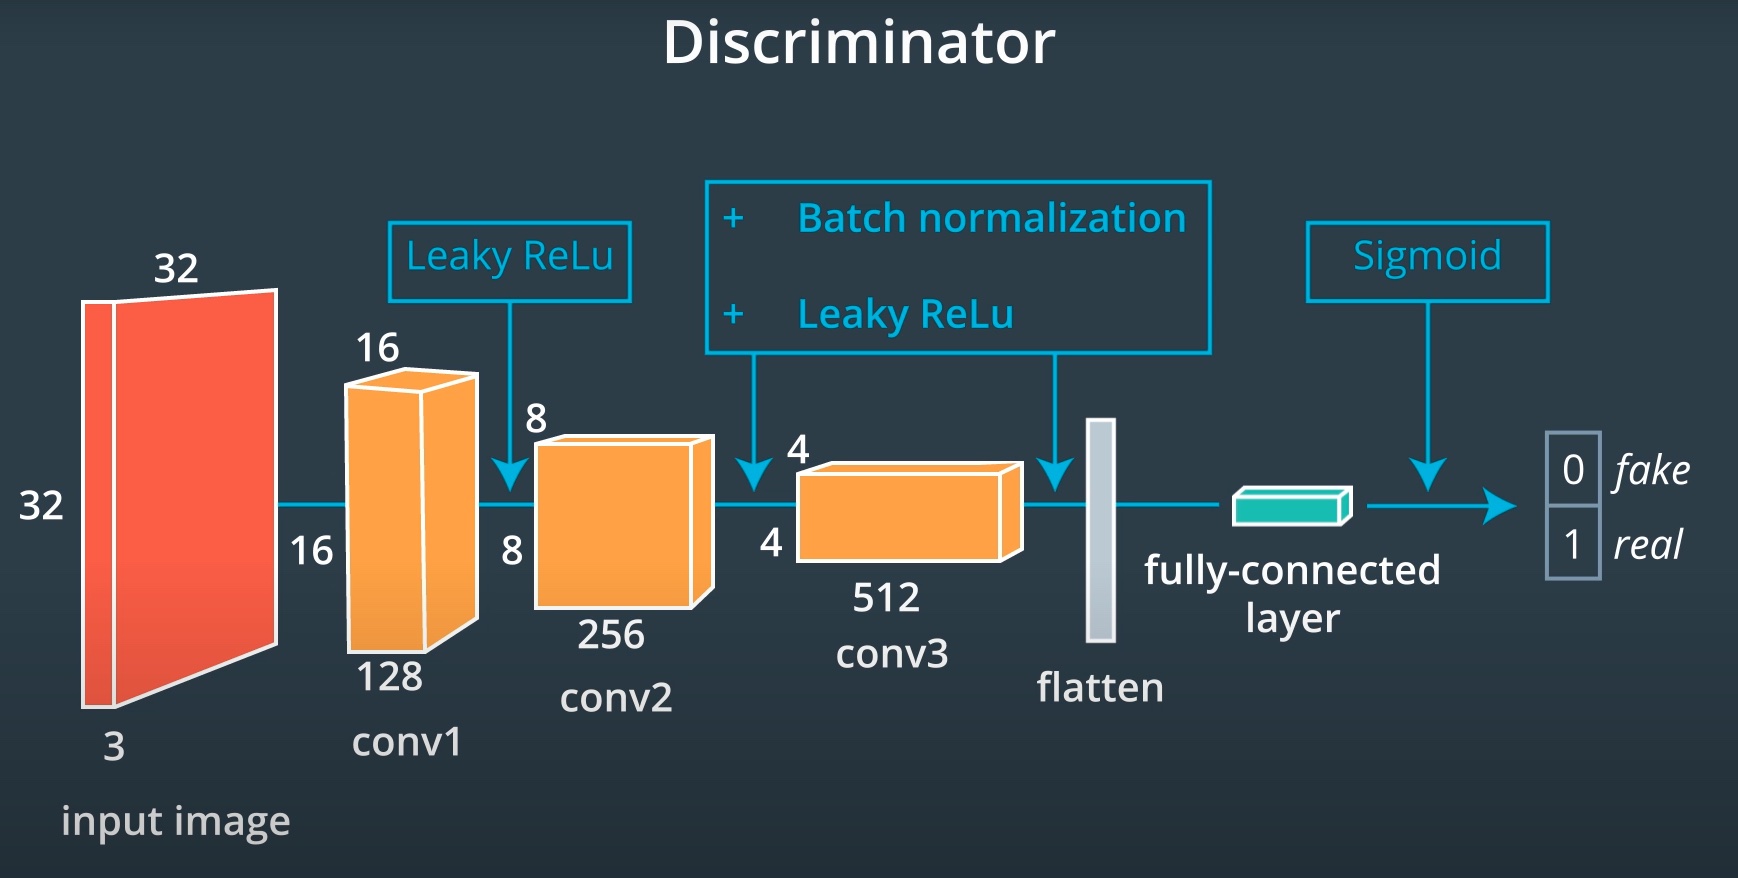 Discriminator
32
32
3
input image
16
16
128
conv1
Leaky ReLu
8
8
256
conv2
+ Batch normalization
+ Leaky ReLu
4
4
512
conv3
flatten
fully-connected
layer
Sigmoid
0 fake
1 real